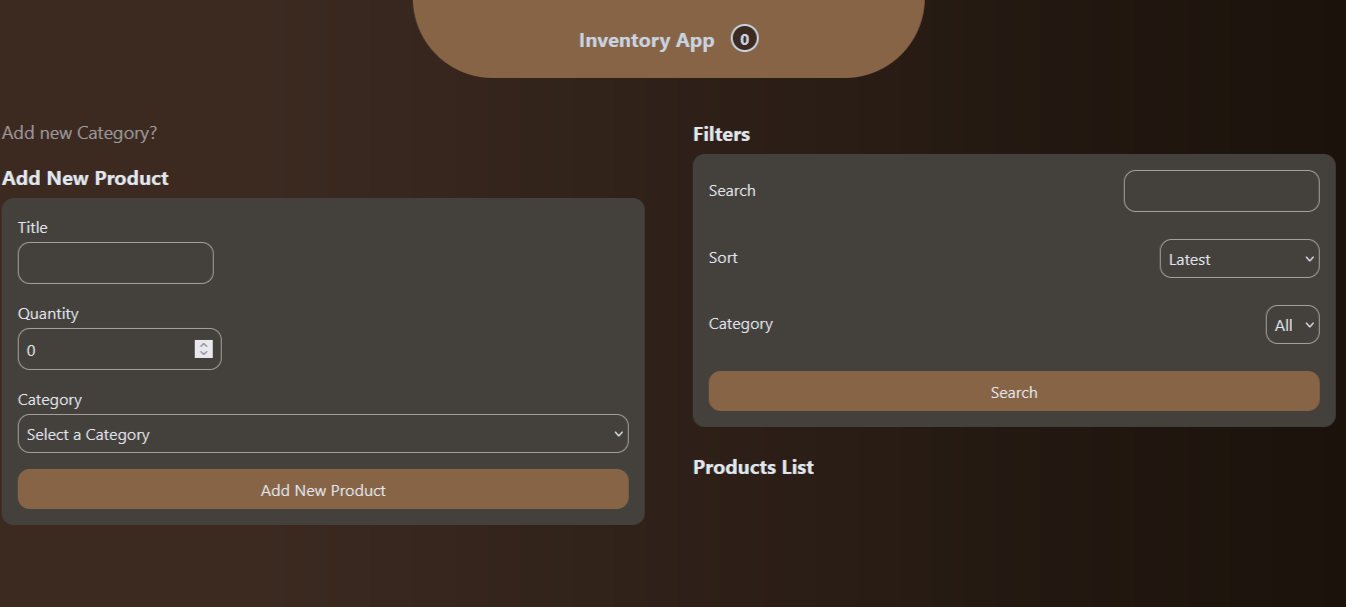 Inventory App 0
Add new Category?
Add New Product
Title
Quantity
0
Category
Select a Category
Add New Product
Filters
Search
Sort
Latest
Category
All
Search
Products List